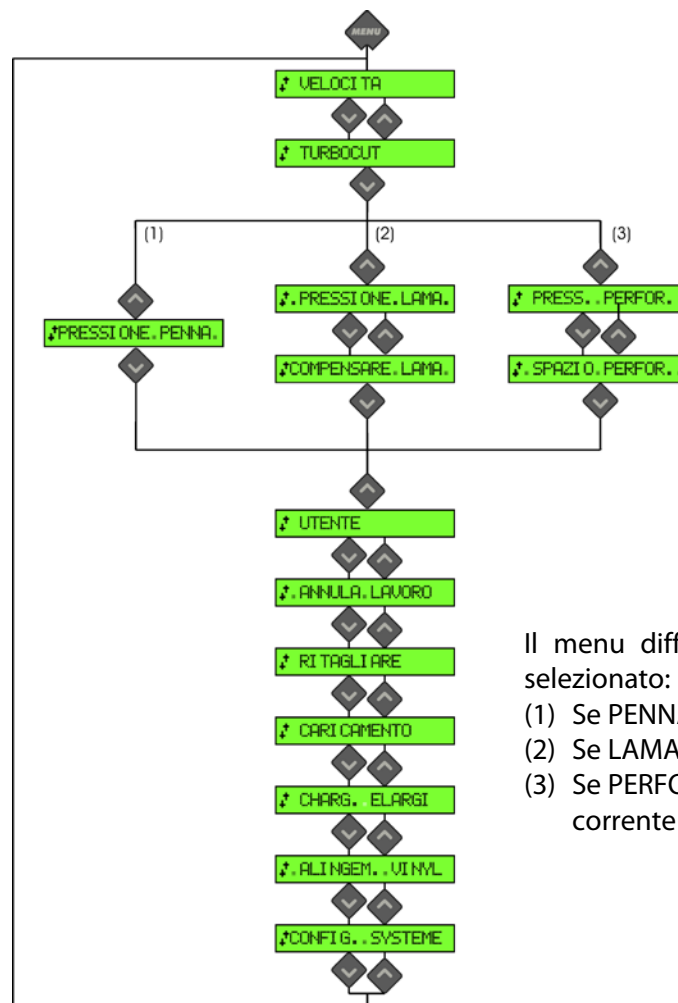 MENU
VELOCITA
TURBOCUT
(1)
(2)
(3)
.PRESSIONE.LAMA.
PRESS..PERFOR.
PRESSIONE.PENNA.
COMPENSARE.LAMA.
.SPAZIO.PERFOR..
UTENTE
.ANNULA.LAVORO
RITAGLIARE
CARICAMENTO
CHARG. ELARGI
.ALINGEM..VINYL
CONFIG..SYSTEME
Il menu diff
selezionato:
(1) Se PENN
(2) Se LAMA
(3) Se PERFO
corrente